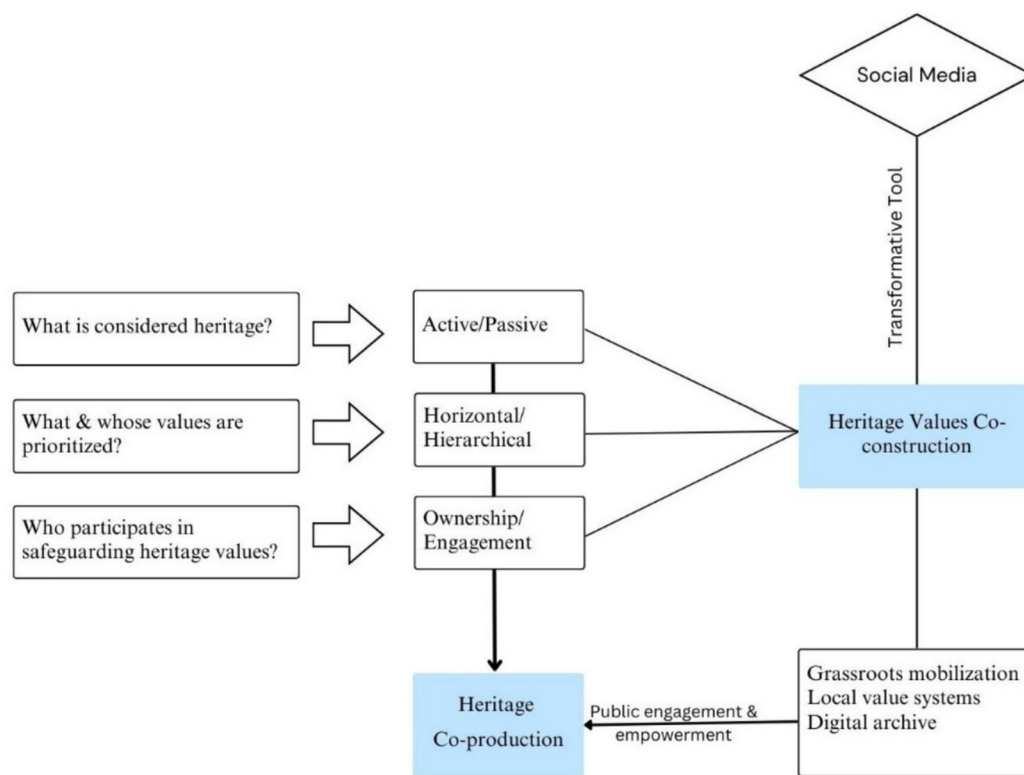 Social Media
Transformative Tool
What is considered heritage?
Active/Passive
What & whose values are
prioritized?
Horizontal/
Hierarchical
Heritage Values Co-
construction
Who participates in
safeguarding heritage values?
Ownership/
Engagement
Grassroots mobilization
Local value systems
Digital archive
Public engagement &
empowerment
Heritage
Co-production